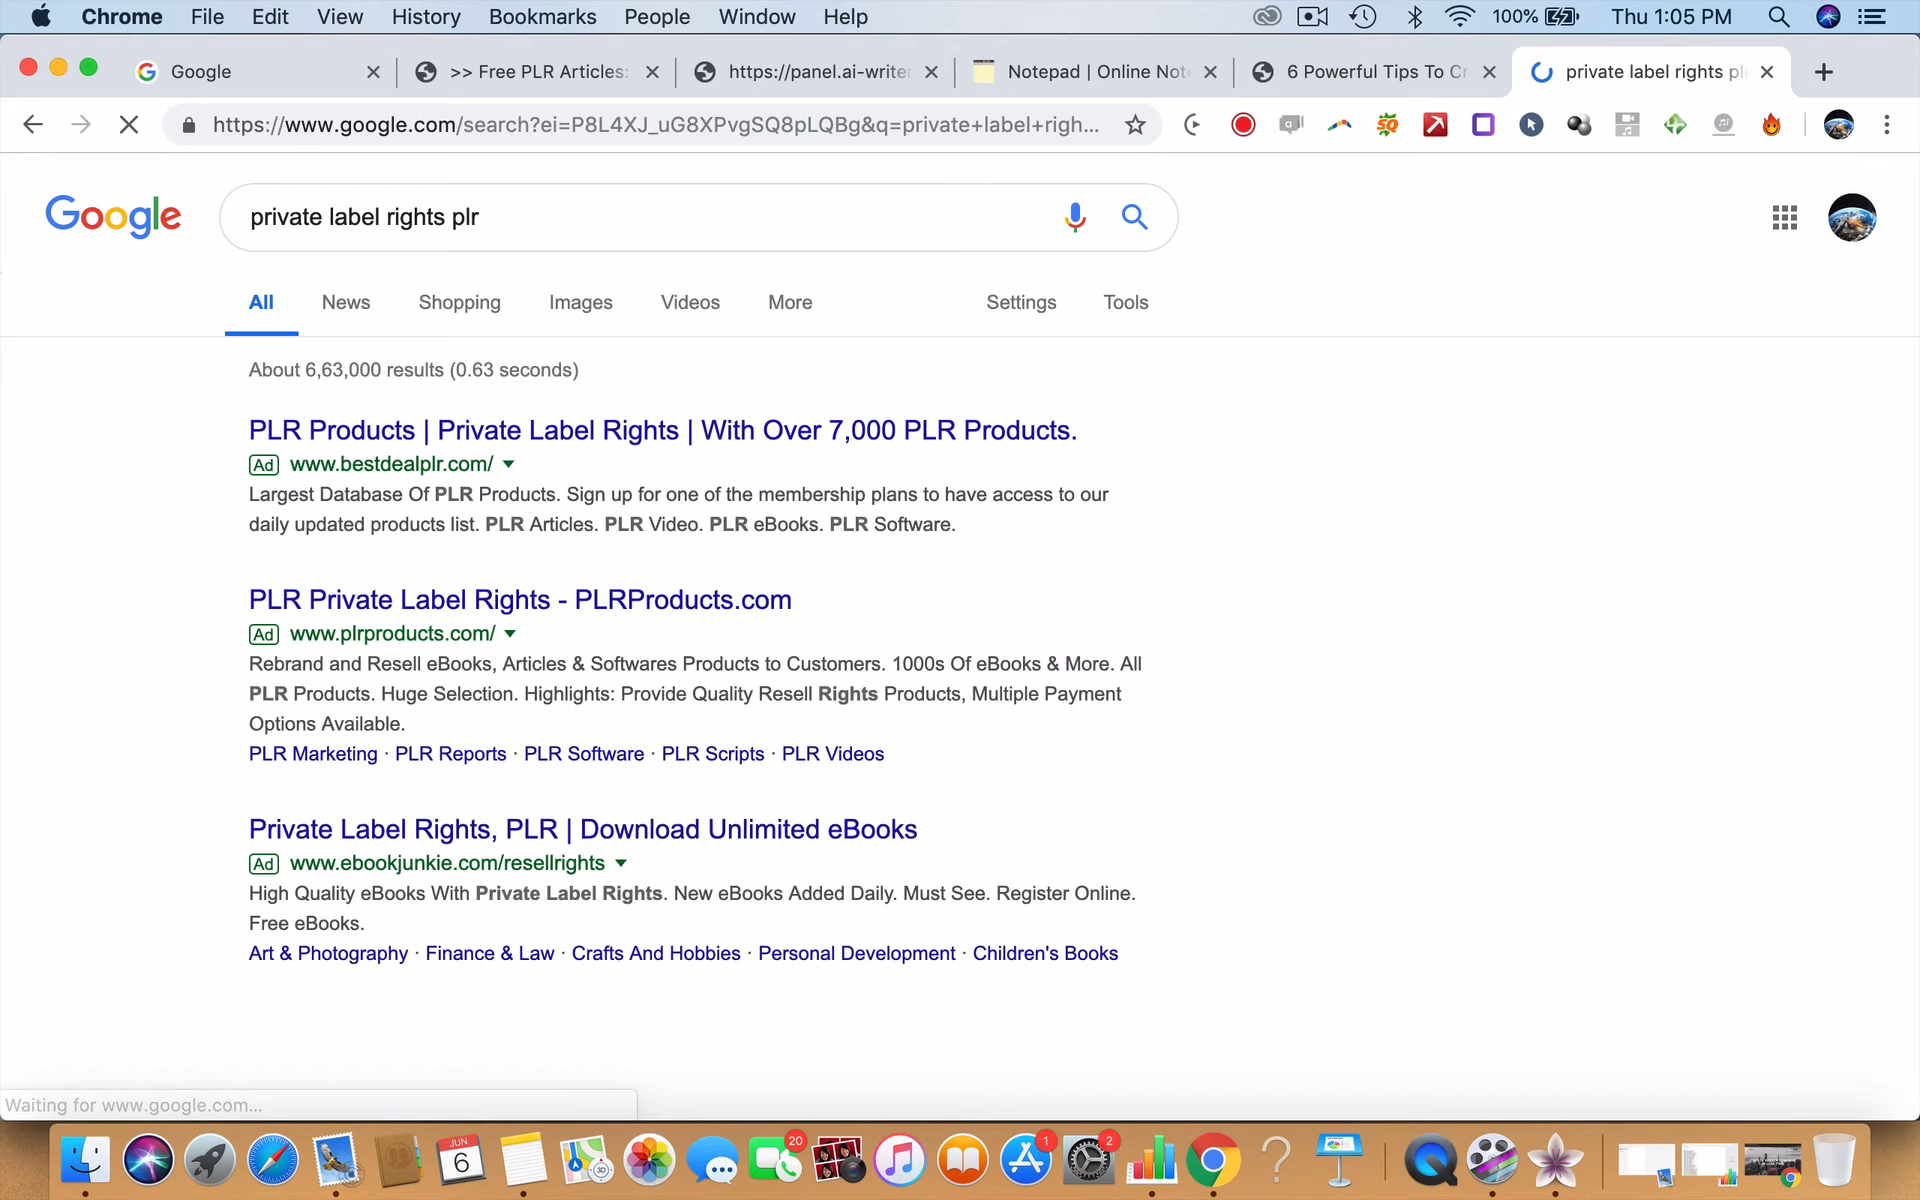 Chrome File Edit View History Bookmarks People Window Help 100% Thu 1:05 PM
Google >> Free PLR Articles: https://panel.ai-writer Notepad | Online Note 6 Powerful Tips To Cr private label rights pl
https://www.google.com/search?ei=P8L4XJ_uG8XPvgSQ8pLQBg&q=private+label+righ...
Google private label rights plr
All News Shopping Images Videos More Settings Tools
About 6,63,000 results (0.63 seconds)
PLR Products | Private Label Rights | With Over 7,000 PLR Products.
Ad www.bestdealplr.com/
Largest Database Of PLR Products. Sign up for one of the membership plans to have access to our
daily updated products list. PLR Articles. PLR Video. PLR eBooks. PLR Software.
PLR Private Label Rights - PLRProducts.com
Ad www.plrproducts.com/
Rebrand and Resell eBooks, Articles & Softwares Products to Customers. 1000s Of eBooks & More. All
PLR Products. Huge Selection. Highlights: Provide Quality Resell Rights Products, Multiple Payment
Options Available.
PLR Marketing · PLR Reports · PLR Software · PLR Scripts · PLR Videos
Private Label Rights, PLR | Download Unlimited eBooks
Ad www.ebookjunkie.com/resellrights
High Quality eBooks With Private Label Rights. New eBooks Added Daily. Must See. Register Online.
Free eBooks.
Art & Photography · Finance & Law · Crafts And Hobbies · Personal Development · Children's Books
Waiting for www.google.com...
JUN
6
3D
20
1
2